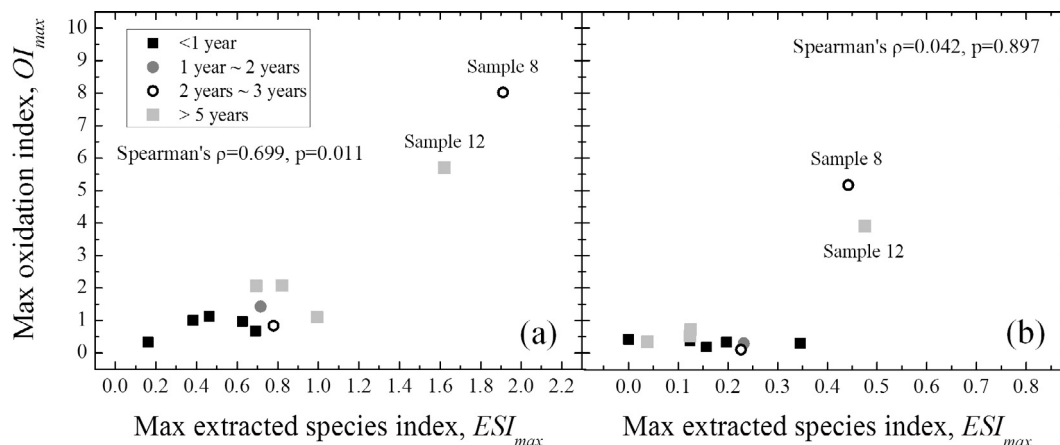 Max oxidation index, OI_max
10
9
8
7
6
5
4
3
2
1
0
<1 year
1 year ~ 2 years
2 years ~ 3 years
> 5 years
Spearman's ρ=0.699, p=0.011
Sample 8
Sample 12
(a)
0.0 0.2 0.4 0.6 0.8 1.0 1.2 1.4 1.6 1.8 2.0 2.2
Max extracted species index, ESI_max
Spearman's ρ=0.042, p=0.897
Sample 8
Sample 12
(b)
0.0 0.1 0.2 0.3 0.4 0.5 0.6 0.7 0.8
Max extracted species index, ESI_max